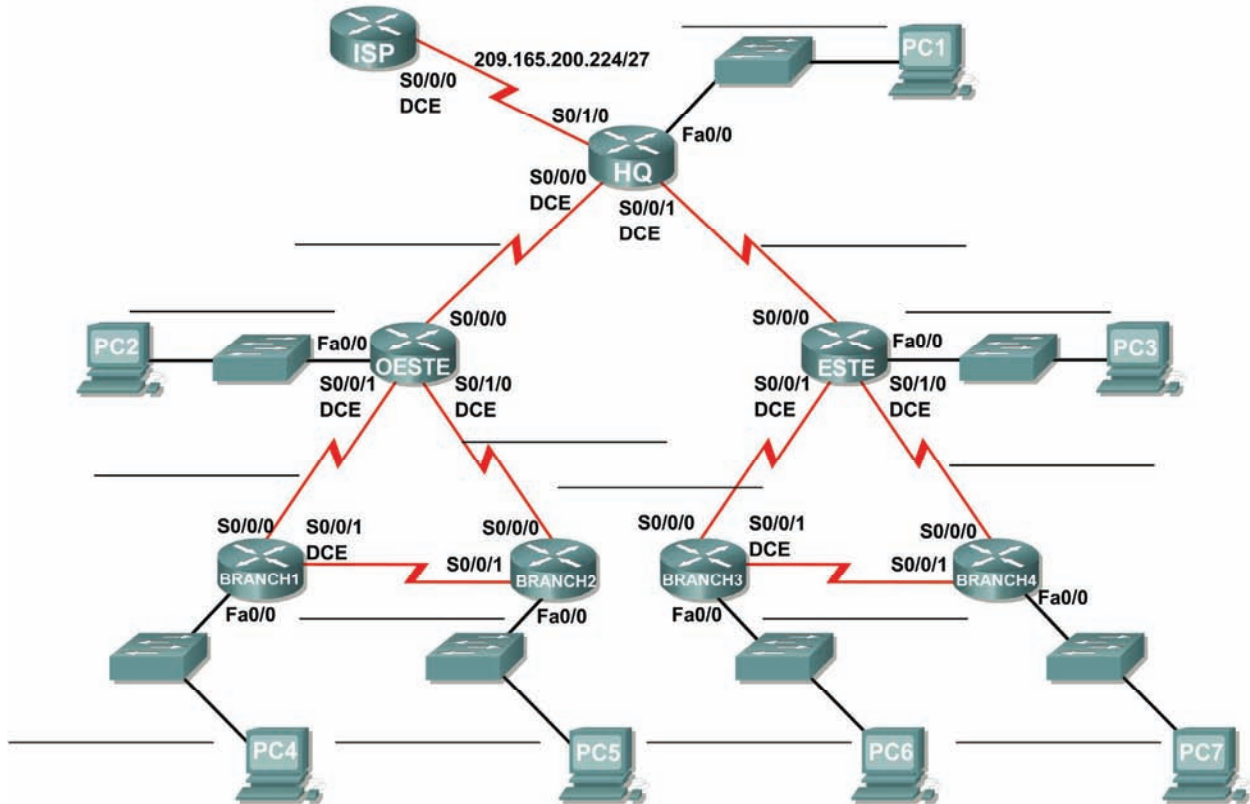 ISP
209.165.200.224/27
PC1
S0/0/0
DCE
S0/1/0
Fa0/0
HQ
S0/0/0
DCE
S0/0/1
DCE
PC2
Fa0/0
S0/0/0
OESTE
S0/0/1
DCE
S0/1/0
DCE
S0/0/0
Fa0/0
ESTE
PC3
S0/0/1
DCE
S0/1/0
DCE
S0/0/0
S0/0/1
DCE
BRANCH1
Fa0/0
S0/0/0
S0/0/1
BRANCH2
Fa0/0
S0/0/0
S0/0/1
DCE
BRANCH3
Fa0/0
S0/0/0
S0/0/1
BRANCH4
Fa0/0
PC4
PC5
PC6
PC7